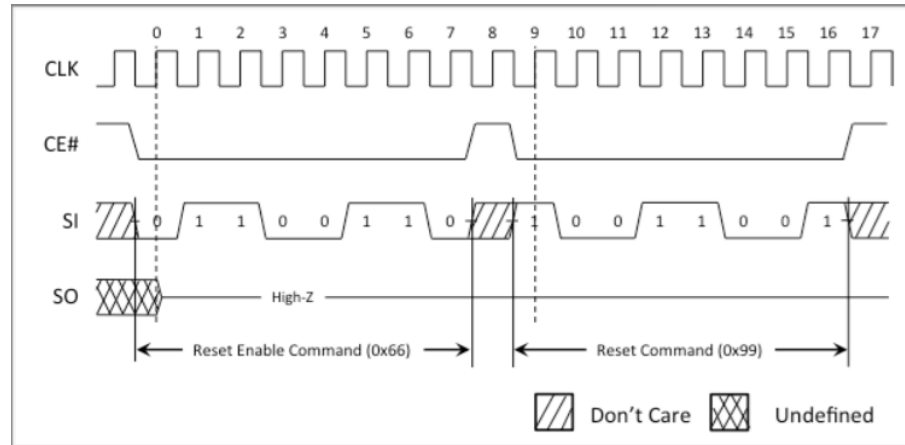 0 1 2 3 4 5 6 7 8 9 10 11 12 13 14 15 16 17
CLK
CE#
SI 0 1 1 0 0 1 1 0 1 0 0 1 1 0 0 1
SO High-Z
Reset Enable Command (0x66) Reset Command (0x99)
Don't Care Undefined